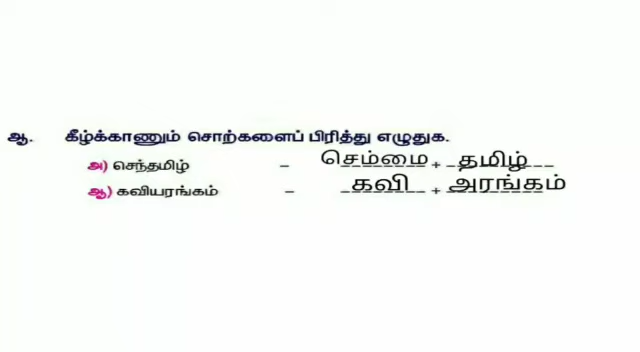 ஆ. கீழ்க்காணும் சொற்களைப் பிரித்து எழுதுக.
அ) செந்தமிழ் – செம்மை + தமிழ்
ஆ) கவியரங்கம் – கவி + அரங்கம்